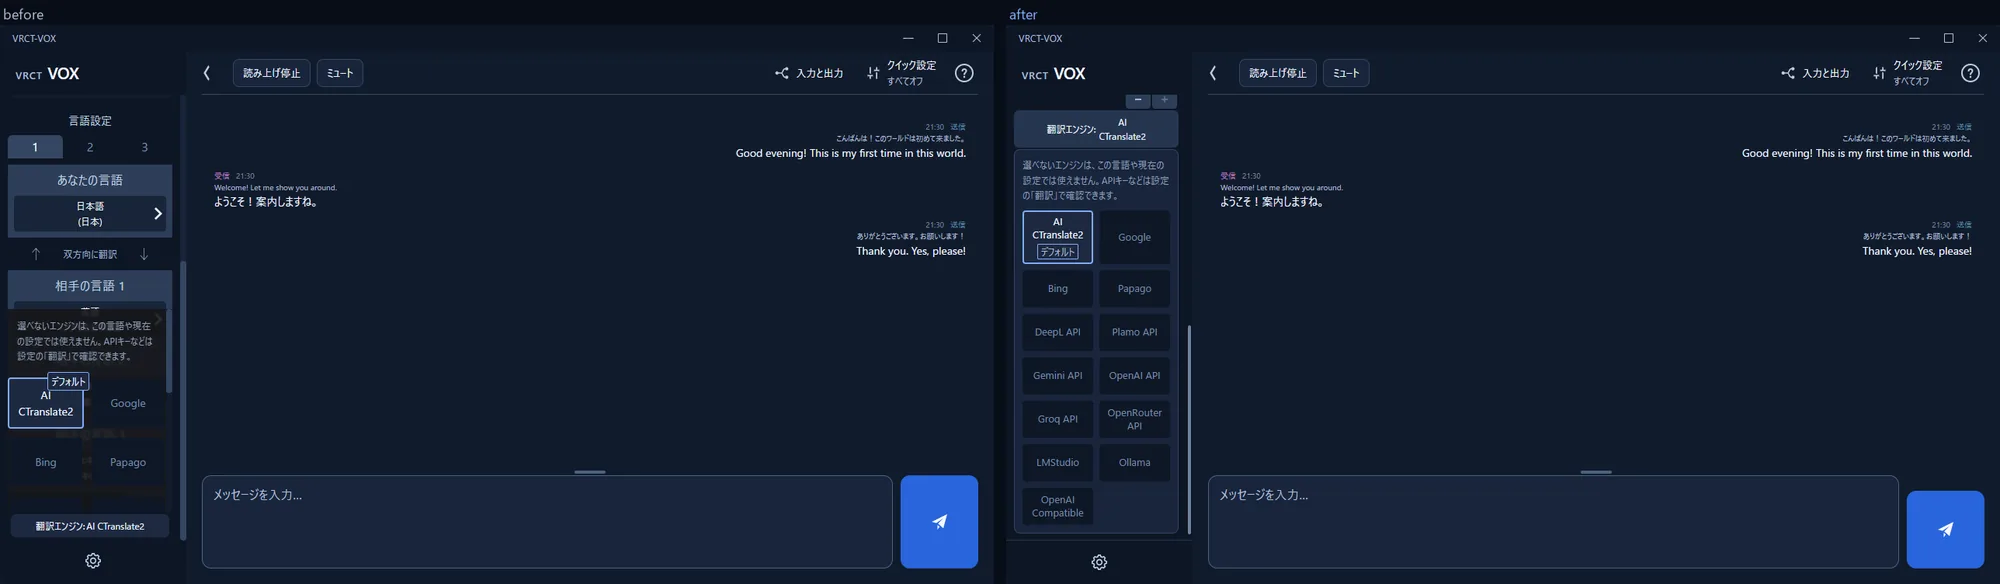 before
VRCT-VOX
VRCT VOX
読み上げ停止
ミュート
入力と出力
クイック設定
すべてオフ
?
言語設定
1 2 3
あなたの言語
日本語
(日本)
↑ 双方向に翻訳 ↓
相手の言語 1
選べないエンジンは、この言語や現在
の設定では使えません。APIキーなどは
設定の「翻訳」で確認できます。
デフォルト
AI
CTranslate2
Google
Bing
Papago
翻訳エンジン: AI CTranslate2
21:30 送信
こんばんは！このワールドは初めて来ました。
Good evening! This is my first time in this world.
受信 21:30
Welcome! Let me show you around.
ようこそ！案内しますね。
21:30 送信
ありがとうございます。お願いします！
Thank you. Yes, please!
メッセージを入力...
after
VRCT-VOX
VRCT VOX
読み上げ停止
ミュート
入力と出力
クイック設定
すべてオフ
?
− +
翻訳エンジン: AI
CTranslate2
選べないエンジンは、この言語や現在の
設定では使えません。APIキーなどは設定
の「翻訳」で確認できます。
AI
CTranslate2
デフォルト
Google
Bing
Papago
DeepL API
Plamo API
Gemini API
OpenAI API
Groq API
OpenRouter
API
LMStudio
Ollama
OpenAI
Compatible
21:30 送信
こんばんは！このワールドは初めて来ました。
Good evening! This is my first time in this world.
受信 21:30
Welcome! Let me show you around.
ようこそ！案内しますね。
21:30 送信
ありがとうございます。お願いします！
Thank you. Yes, please!
メッセージを入力...